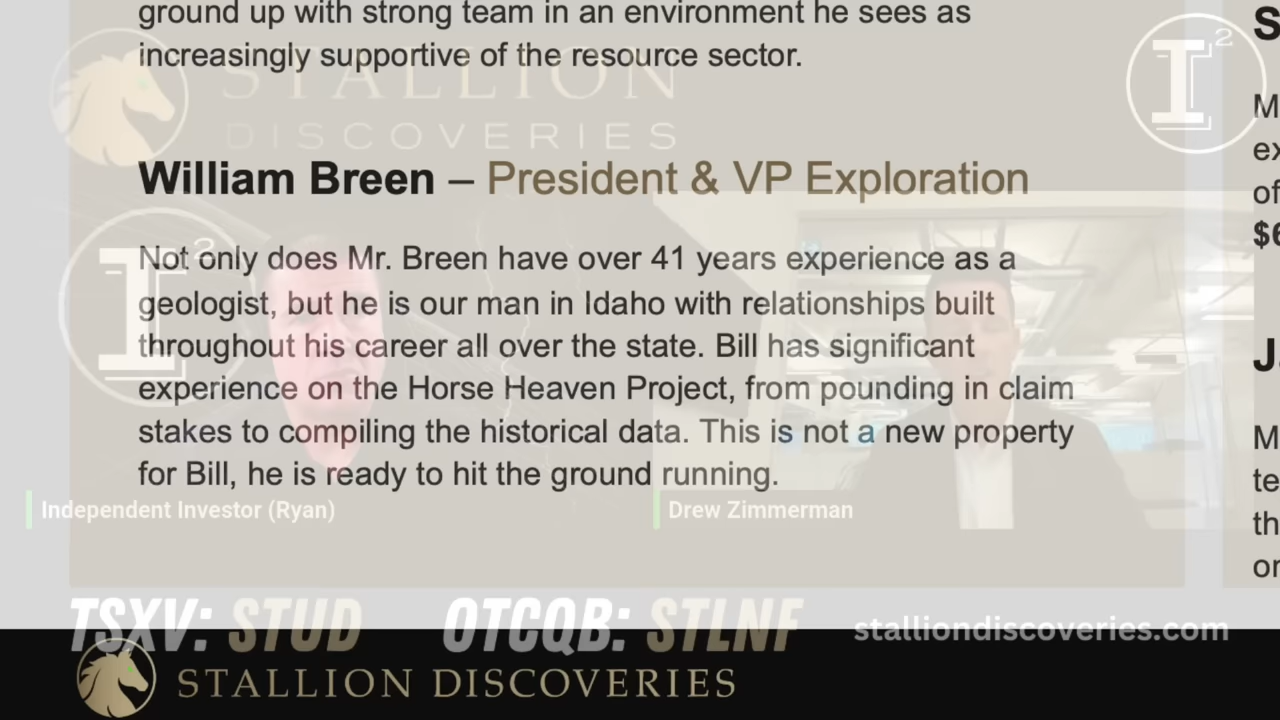 ground up with strong team in an environment he sees as
increasingly supportive of the resource sector.
STALLION
DISCOVERIES
I²
William Breen – President & VP Exploration
I²
Not only does Mr. Breen have over 41 years experience as a
geologist, but he is our man in Idaho with relationships built
throughout his career all over the state. Bill has significant
experience on the Horse Heaven Project, from pounding in claim
stakes to compiling the historical data. This is not a new property
for Bill, he is ready to hit the ground running.
Independent Investor (Ryan)
Drew Zimmerman
TSXV: STUD OTCQB: STLNF stalliondiscoveries.com
STALLION DISCOVERIES